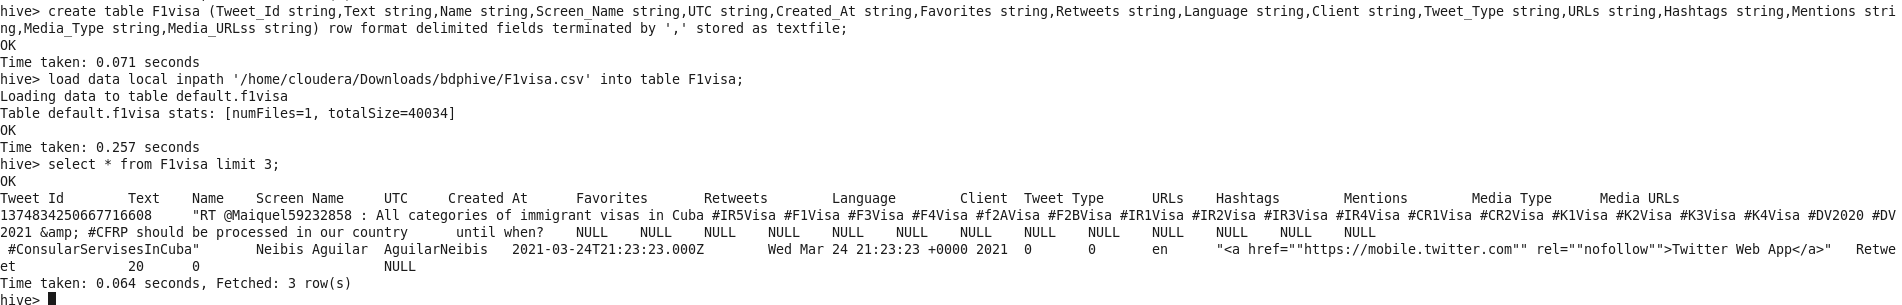 hive> create table F1visa (Tweet_Id string,Text string,Name string,Screen_Name string,UTC string,Created_At string,Favorites string,Retweets string,Language string,Client string,Tweet_Type string,URLs string,Hashtags string,Mentions stri
ng,Media_Type string,Media_URLss string) row format delimited fields terminated by ',' stored as textfile;
OK
Time taken: 0.071 seconds
hive> load data local inpath '/home/cloudera/Downloads/bdphive/F1visa.csv' into table F1visa;
Loading data to table default.f1visa
Table default.f1visa stats: [numFiles=1, totalSize=40034]
OK
Time taken: 0.257 seconds
hive> select * from F1visa limit 3;
OK
Tweet Id Text Name Screen Name UTC Created At Favorites Retweets Language Client Tweet Type URLs Hashtags Mentions Media Type Media URLs
1374834250667716608 "RT @Maiquel59232858 : All categories of immigrant visas in Cuba #IR5Visa #F1Visa #F3Visa #F4Visa #f2AVisa #F2BVisa #IR1Visa #IR2Visa #IR3Visa #IR4Visa #CR1Visa #CR2Visa #K1Visa #K2Visa #K3Visa #K4Visa #DV2020 #DV
2021 &amp; #CFRP should be processed in our country until when? NULL NULL NULL NULL NULL NULL NULL NULL NULL NULL NULL NULL NULL
#ConsularServisesInCuba" Neibis Aguilar AguilarNeibis 2021-03-24T21:23:23.000Z Wed Mar 24 21:23:23 +0000 2021 0 0 en "<a href=""https://mobile.twitter.com"" rel=""nofollow"">Twitter Web App</a>" Retwe
et 20 0 NULL
Time taken: 0.064 seconds, Fetched: 3 row(s)
hive>